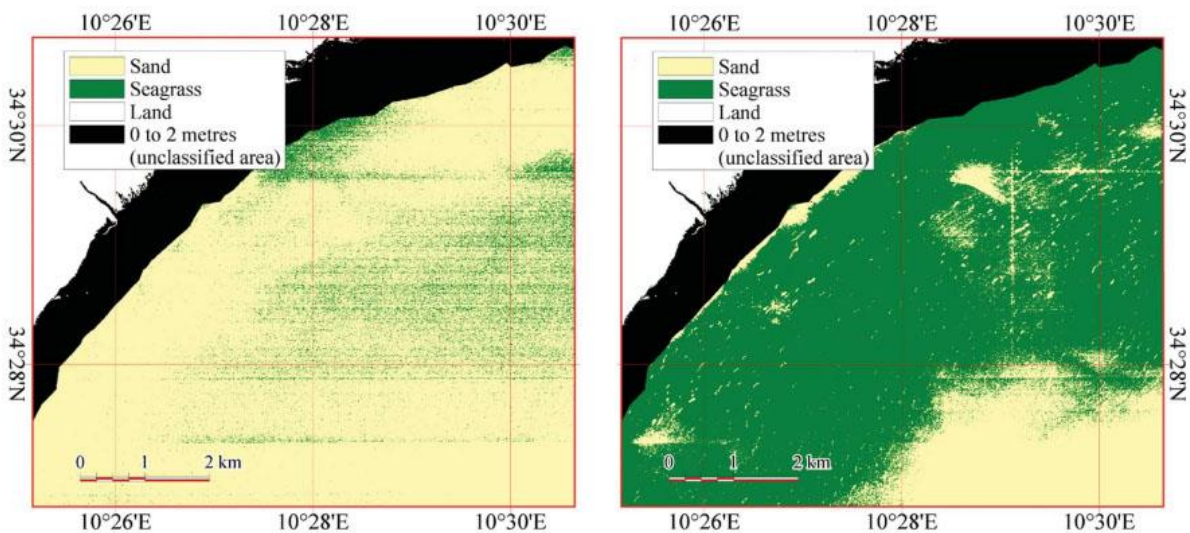 10°26'E 10°28'E 10°30'E
Sand
Seagrass
Land
0 to 2 metres
(unclassified area)
34°30'N
34°28'N
0 1 2 km
10°26'E 10°28'E 10°30'E
10°26'E 10°28'E 10°30'E
Sand
Seagrass
Land
0 to 2 metres
(unclassified area)
34°30'N
34°28'N
0 1 2 km
10°26'E 10°28'E 10°30'E